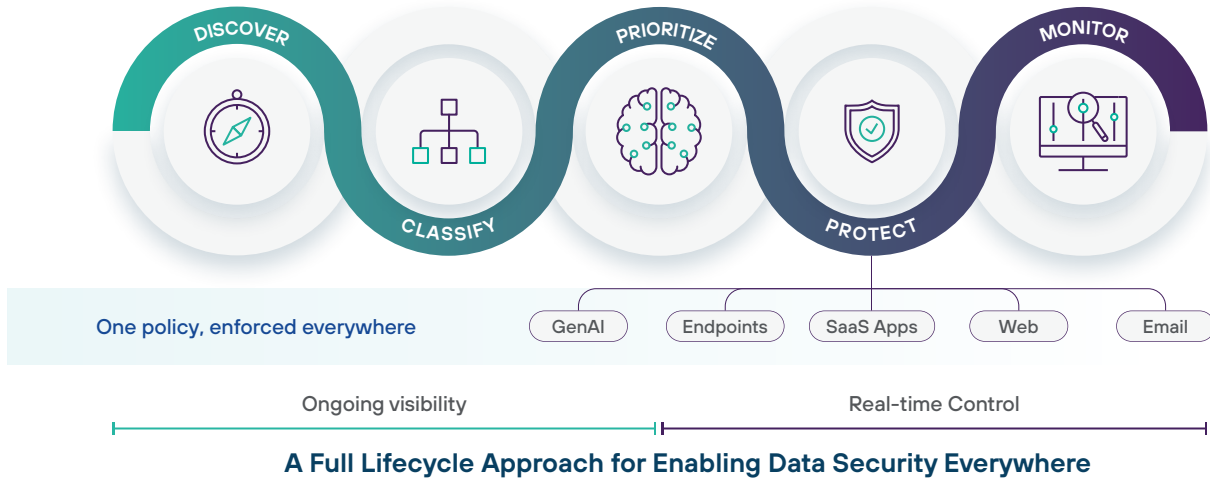 DISCOVER
CLASSIFY
PRIORITIZE
PROTECT
MONITOR
One policy, enforced everywhere
GenAI
Endpoints
SaaS Apps
Web
Email
Ongoing visibility
Real-time Control
A Full Lifecycle Approach for Enabling Data Security Everywhere